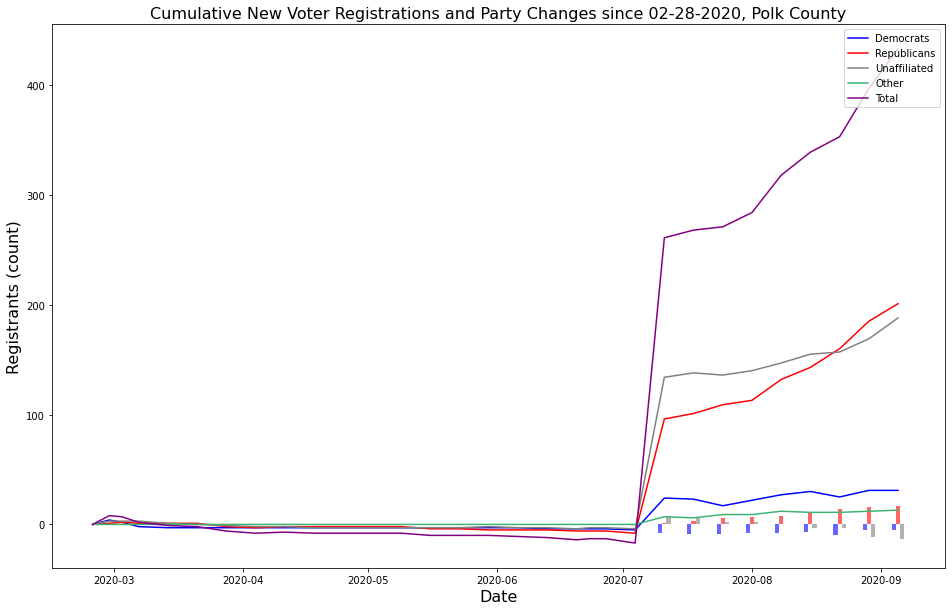 Cumulative New Voter Registrations and Party Changes since 02-28-2020, Polk County
Democrats
Republicans
Unaffiliated
Other
Total
Registrants (count)
400
300
200
100
0
2020-03
2020-04
2020-05
2020-06
2020-07
2020-08
2020-09
Date